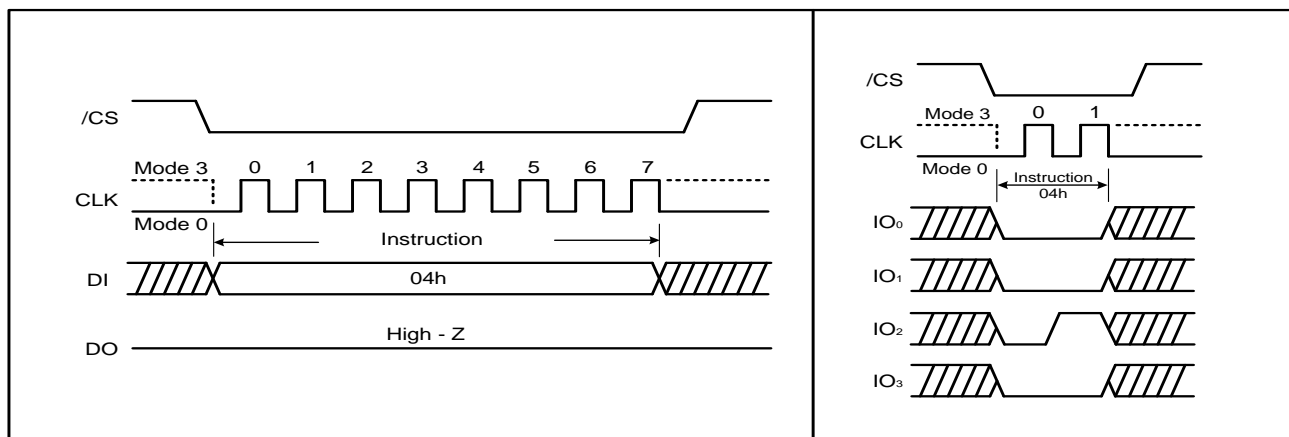 /CS
Mode 3 0 1 2 3 4 5 6 7
CLK
Mode 0
Instruction
DI 04h
High - Z
DO
/CS
Mode 3 0 1
CLK
Mode 0
Instruction
04h
IO₀
IO₁
IO₂
IO₃